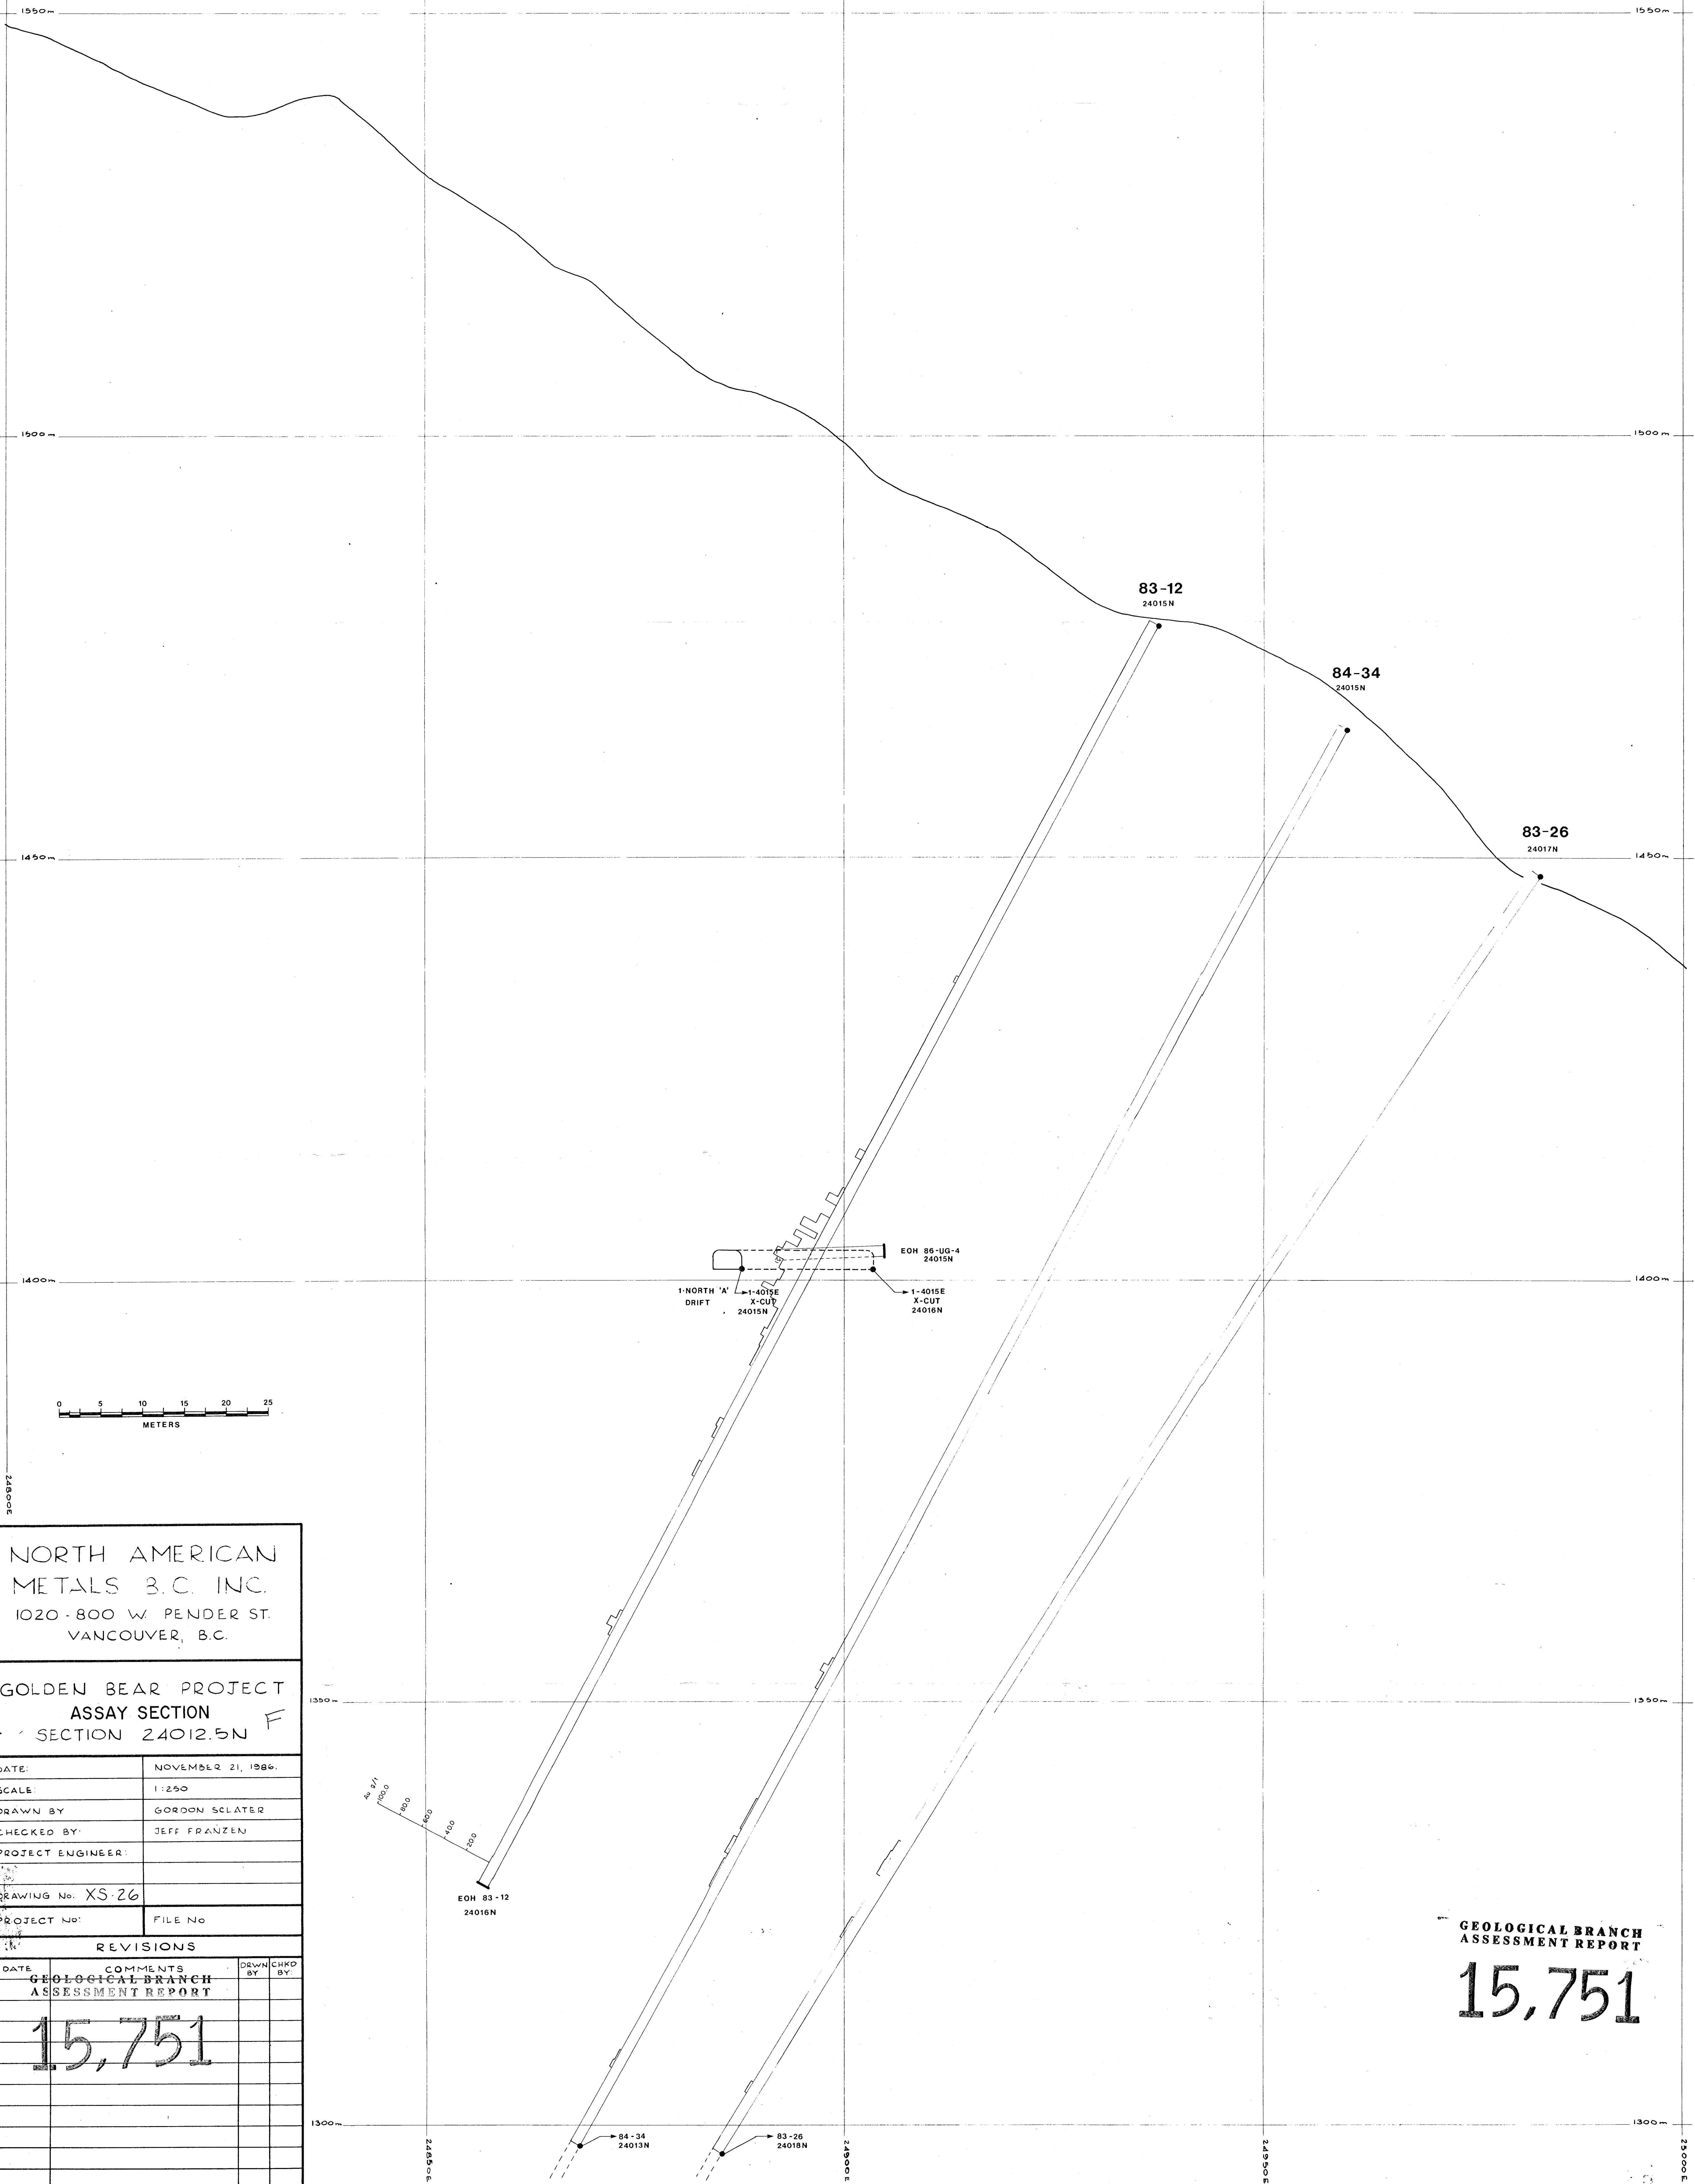 1550m
1550m
1500m
1500m
83-12
24015N
84-34
24015N
83-26
24017N
1450m
1450m
EOH 86-UG-4
24015N
1400m
1400m
1-NORTH 'A'
DRIFT
1-4015E
X-CUT
24015N
1-4015E
X-CUT
24016N
0 5 10 15 20 25
METERS
24800E
NORTH AMERICAN
METALS B.C. INC.
1020-800 W. PENDER ST.
VANCOUVER, B.C.
GOLDEN BEAR PROJECT
ASSAY SECTION
SECTION 24012.5N F
1350m
1350m
DATE: NOVEMBER 21, 1986.
SCALE 1:250
DRAWN BY GORDON SCLATER
CHECKED BY: JEFF FRANZEN
PROJECT ENGINEER:
DRAWING No. XS-26
PROJECT No: FILE No
REVISIONS
DATE COMMENTS DRWN BY CHKD BY:
GEOLOGICAL BRANCH
ASSESSMENT REPORT
15,751
Au g/t
100.0
80.0
60.0
40.0
20.0
EOH 83-12
24016N
GEOLOGICAL BRANCH
ASSESSMENT REPORT
15,751
1300m
1300m
84-34
24013N
83-26
24018N
24850E
24900E
24950E
25000E